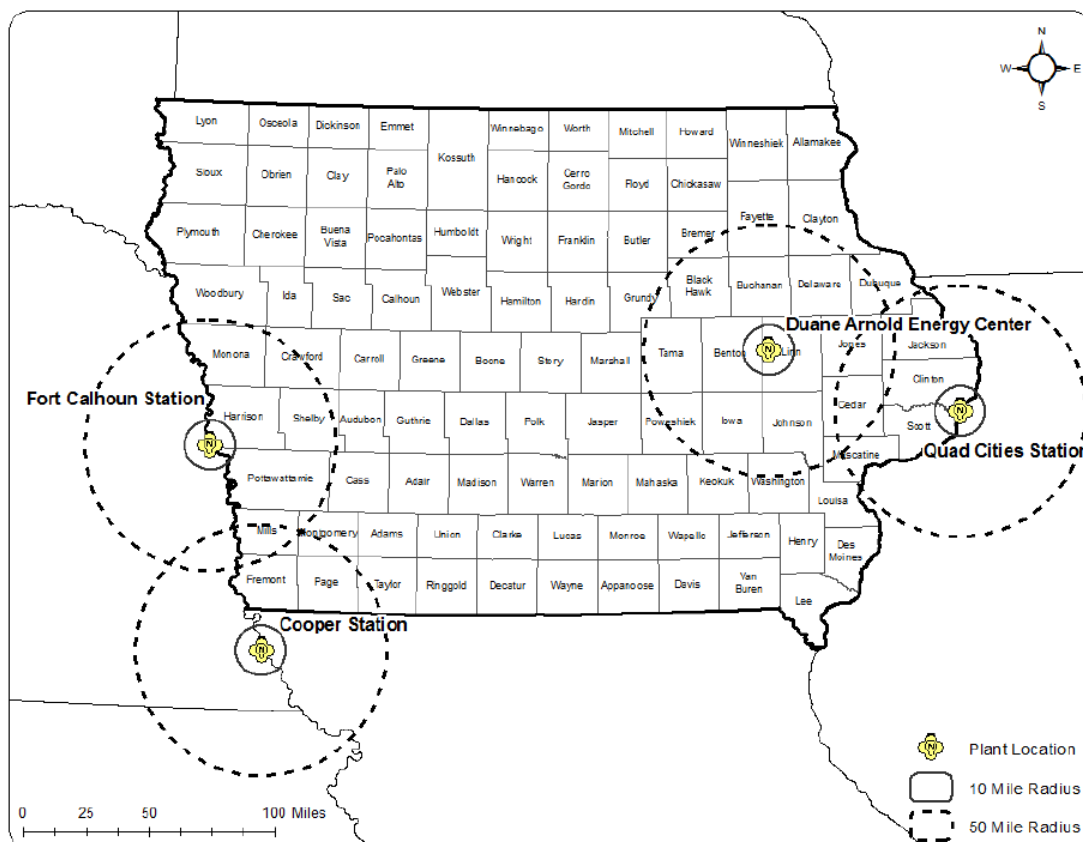 N
W E
S
Lyon Osceola Dickinson Emmet Winnebago Worth Mitchell Howard
Winneshiek Allamakee
Kossuth
Sioux Obrien Clay Palo Alto Hancock Cerro Gordo Floyd Chickasaw
Fayette Clayton
Plymouth Cherokee Buena Vista Pocahontas Humboldt Wright Franklin Butler Bremer
Woodbury Ida Sac Calhoun Webster Hamilton Hardin Grundy Black Hawk Buchanan Delaware Dubuque
Duane Arnold Energy Center
Monona Crawford Carroll Greene Boone Story Marshall Tama Benton Linn Jones Jackson
Clinton
Fort Calhoun Station
Harrison Shelby Audubon Guthrie Dallas Polk Jasper Poweshiek Iowa Johnson Cedar Scott
Quad Cities Station
Muscatine
Pottawattamie Cass Adair Madison Warren Marion Mahaska Keokuk Washington
Louisa
Mills Montgomery Adams Union Clarke Lucas Monroe Wapello Jefferson Henry Des Moines
Fremont Page Taylor Ringgold Decatur Wayne Appanoose Davis Van Buren Lee
Cooper Station
N
N
N
N
N Plant Location
10 Mile Radius
50 Mile Radius
0 25 50 100 Miles